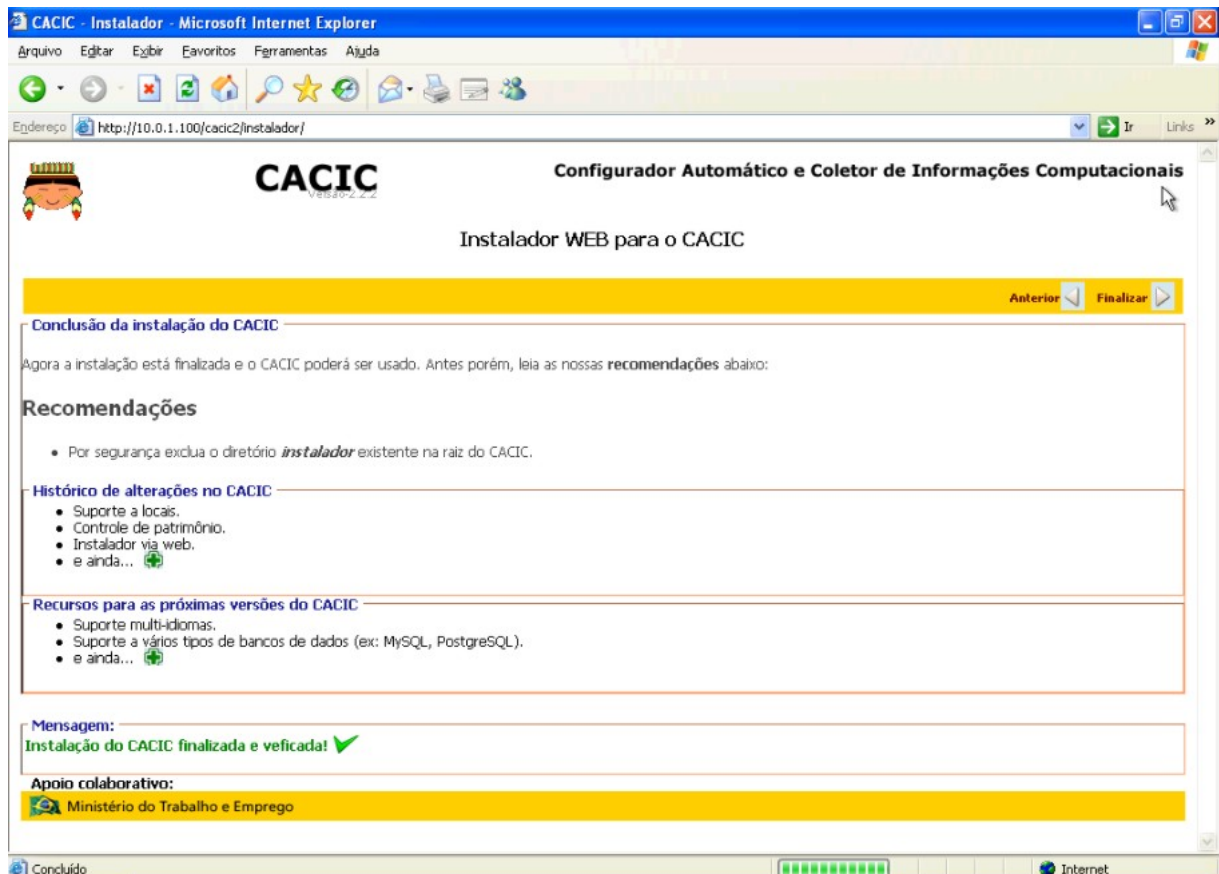 CACIC - Instalador - Microsoft Internet Explorer
Arquivo Editar Exibir Favoritos Ferramentas Ajuda
Endereço http://10.0.1.100/cacic2/instalador/ Ir Links »
CACIC
Versão-2.2.2
Configurador Automático e Coletor de Informações Computacionais
Instalador WEB para o CACIC
Anterior Finalizar
Conclusão da instalação do CACIC
Agora a instalação está finalizada e o CACIC poderá ser usado. Antes porém, leia as nossas recomendações abaixo:
Recomendações
• Por segurança exclua o diretório instalador existente na raiz do CACIC.
Histórico de alterações no CACIC
• Suporte a locais.
• Controle de patrimônio.
• Instalador via web.
• e ainda...
Recursos para as próximas versões do CACIC
• Suporte multi-idiomas.
• Suporte a vários tipos de bancos de dados (ex: MySQL, PostgreSQL).
• e ainda...
Mensagem:
Instalação do CACIC finalizada e veficada!
Apoio colaborativo:
Ministério do Trabalho e Emprego
Concluído Internet